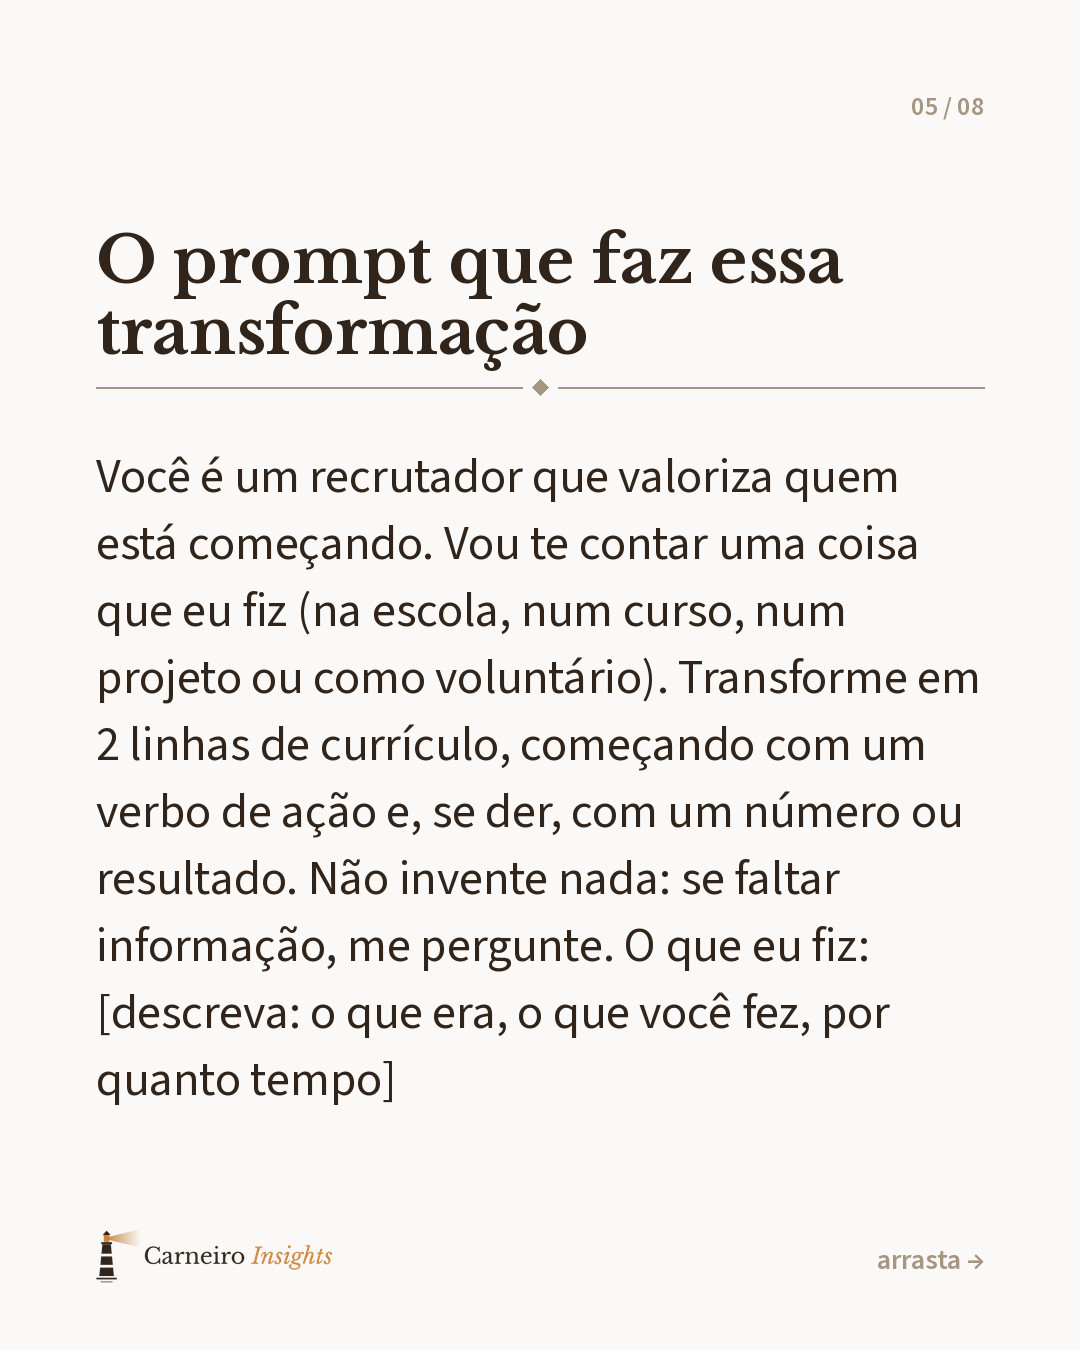 05 / 08
O prompt que faz essa
transformação
Você é um recrutador que valoriza quem
está começando. Vou te contar uma coisa
que eu fiz (na escola, num curso, num
projeto ou como voluntário). Transforme em
2 linhas de currículo, começando com um
verbo de ação e, se der, com um número ou
resultado. Não invente nada: se faltar
informação, me pergunte. O que eu fiz:
[descreva: o que era, o que você fez, por
quanto tempo]
Carneiro Insights
arrasta →